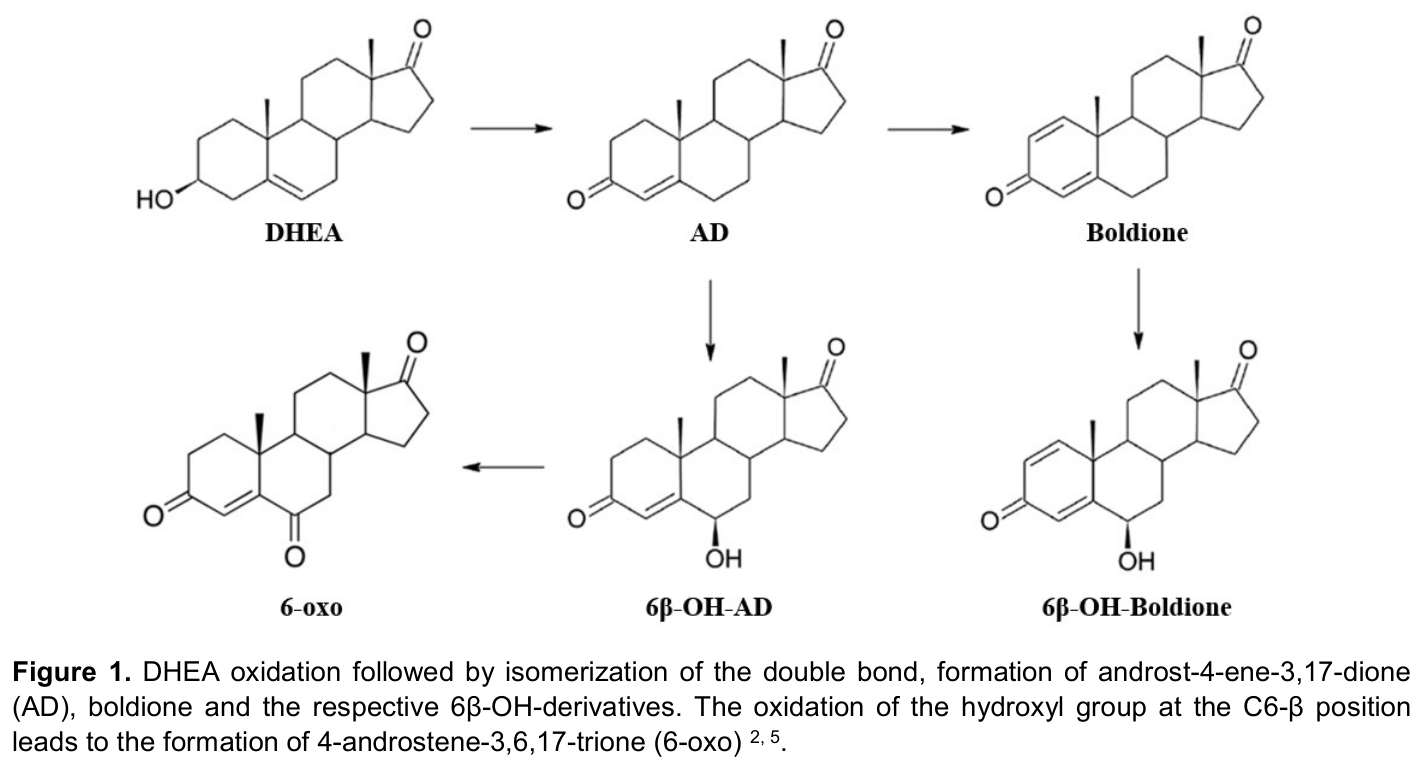 O O O
HO O O
DHEA AD Boldione
O O O
O O O
O OH OH
6-oxo 6β-OH-AD 6β-OH-Boldione
Figure 1. DHEA oxidation followed by isomerization of the double bond, formation of androst-4-ene-3,17-dione
(AD), boldione and the respective 6β-OH-derivatives. The oxidation of the hydroxyl group at the C6-β position
leads to the formation of 4-androstene-3,6,17-trione (6-oxo) 2, 5.